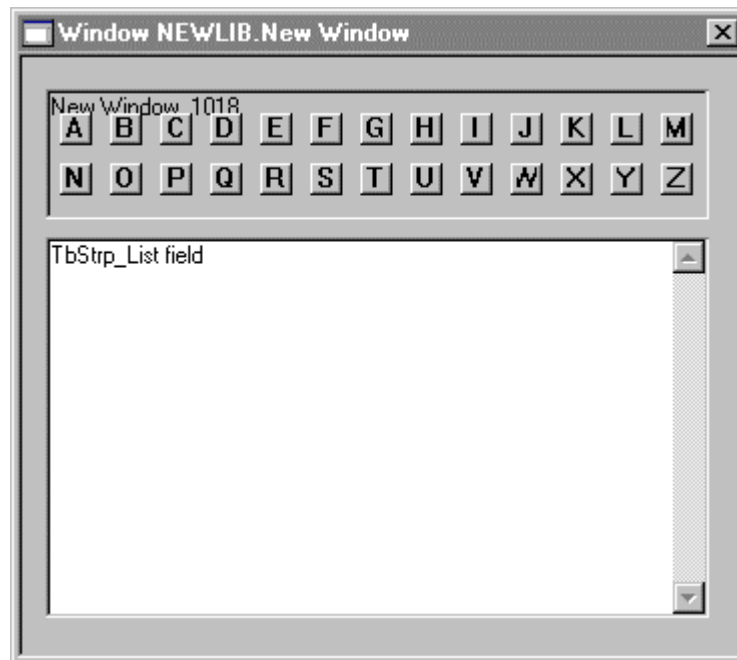 Window NEWLIB.New Window
New Window_1018
A B C D E F G H I J K L M
N O P Q R S T U V W X Y Z
TbStrp_List field